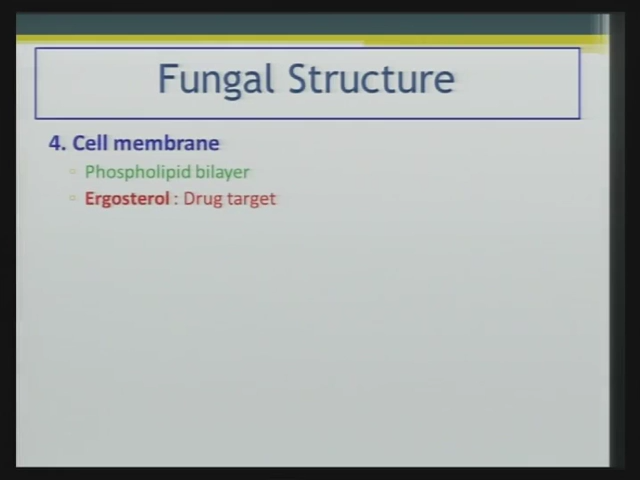 Fungal Structure
4. Cell membrane
Phospholipid bilayer
Ergosterol : Drug target